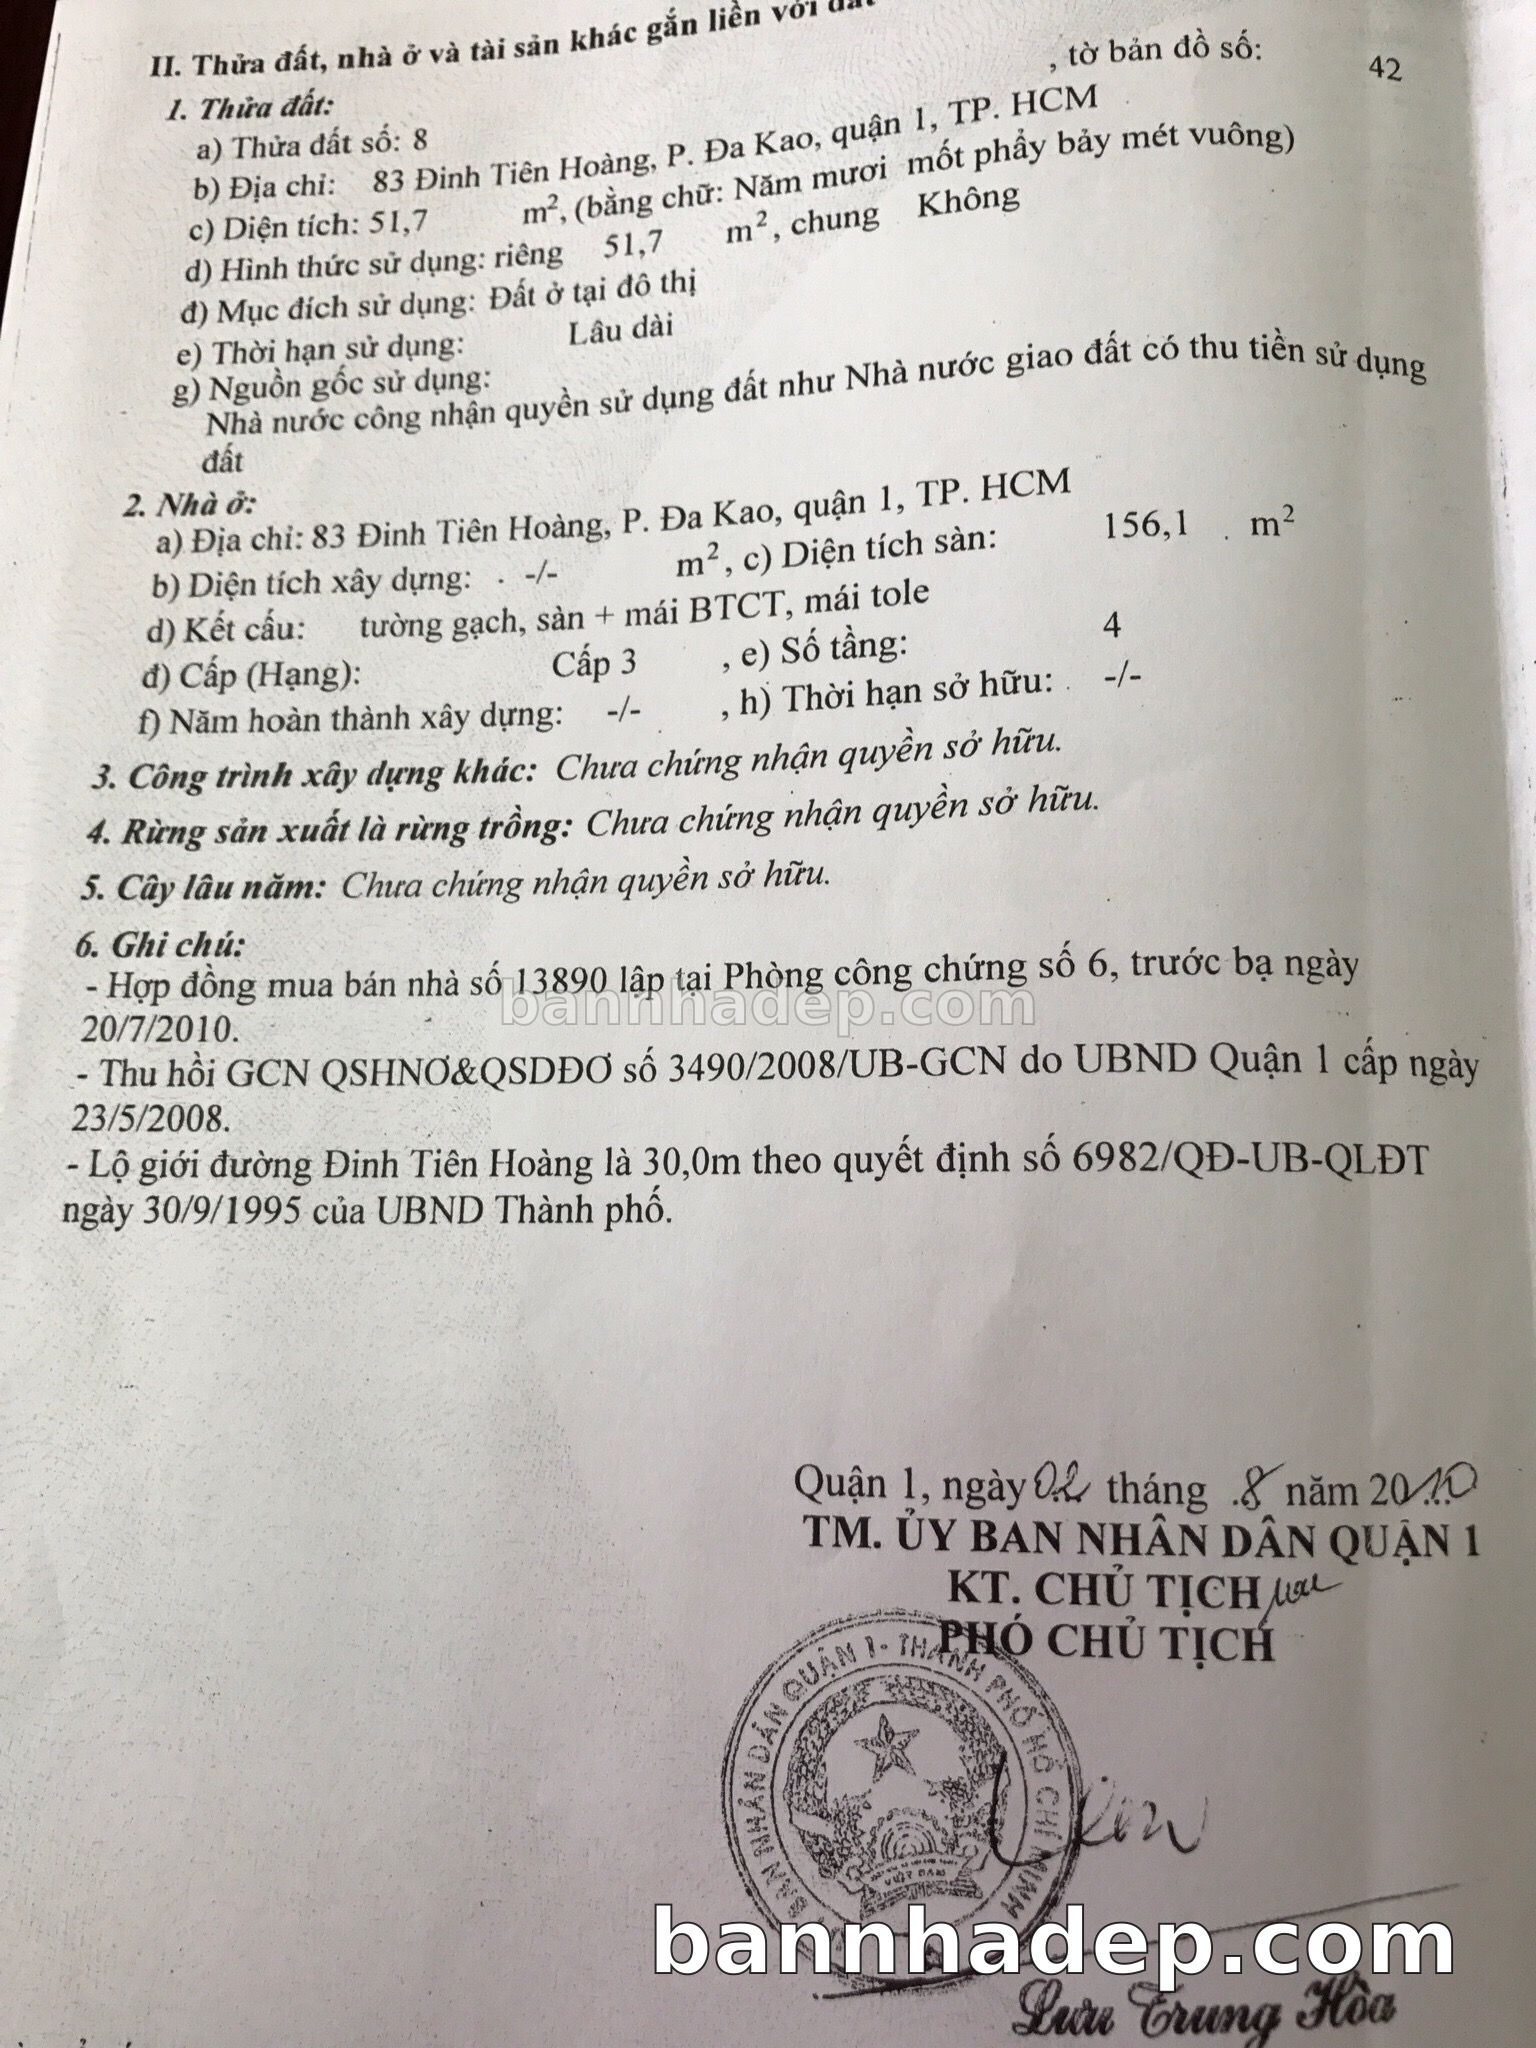 II. Thửa đất, nhà ở và tài sản khác gắn liền với đất
1. Thửa đất:
a) Thửa đất số: 8 , tờ bản đồ số: 42
b) Địa chỉ: 83 Đinh Tiên Hoàng, P. Đa Kao, quận 1, TP. HCM
c) Diện tích: 51,7 m², (bằng chữ: Năm mươi mốt phẩy bảy mét vuông)
d) Hình thức sử dụng: riêng 51,7 m², chung Không
đ) Mục đích sử dụng: Đất ở tại đô thị
e) Thời hạn sử dụng: Lâu dài
g) Nguồn gốc sử dụng:
Nhà nước công nhận quyền sử dụng đất như Nhà nước giao đất có thu tiền sử dụng
đất
2. Nhà ở:
a) Địa chỉ: 83 Đinh Tiên Hoàng, P. Đa Kao, quận 1, TP. HCM
b) Diện tích xây dựng: -/- m², c) Diện tích sàn: 156,1 m²
d) Kết cấu: tường gạch, sàn + mái BTCT, mái tole
đ) Cấp (Hạng): Cấp 3 , e) Số tầng: 4
f) Năm hoàn thành xây dựng: -/- , h) Thời hạn sở hữu: -/-
3. Công trình xây dựng khác: Chưa chứng nhận quyền sở hữu.
4. Rừng sản xuất là rừng trồng: Chưa chứng nhận quyền sở hữu.
5. Cây lâu năm: Chưa chứng nhận quyền sở hữu.
6. Ghi chú:
- Hợp đồng mua bán nhà số 13890 lập tại Phòng công chứng số 6, trước bạ ngày
bannhadep.com
20/7/2010.
- Thu hồi GCN QSHNƠ&QSDĐƠ số 3490/2008/UB-GCN do UBND Quận 1 cấp ngày
23/5/2008.
- Lộ giới đường Đinh Tiên Hoàng là 30,0m theo quyết định số 6982/QĐ-UB-QLĐT
ngày 30/9/1995 của UBND Thành phố.
Quận 1, ngày 02 tháng 8 năm 2010
TM. ỦY BAN NHÂN DÂN QUẬN 1
KT. CHỦ TỊCH
PHÓ CHỦ TỊCH
BAN NHÂN DÂN QUẬN 1 - THÀNH PHỐ HỒ CHÍ MINH
VIỆT NAM
bannhadep.com
Lưu Trung Hòa